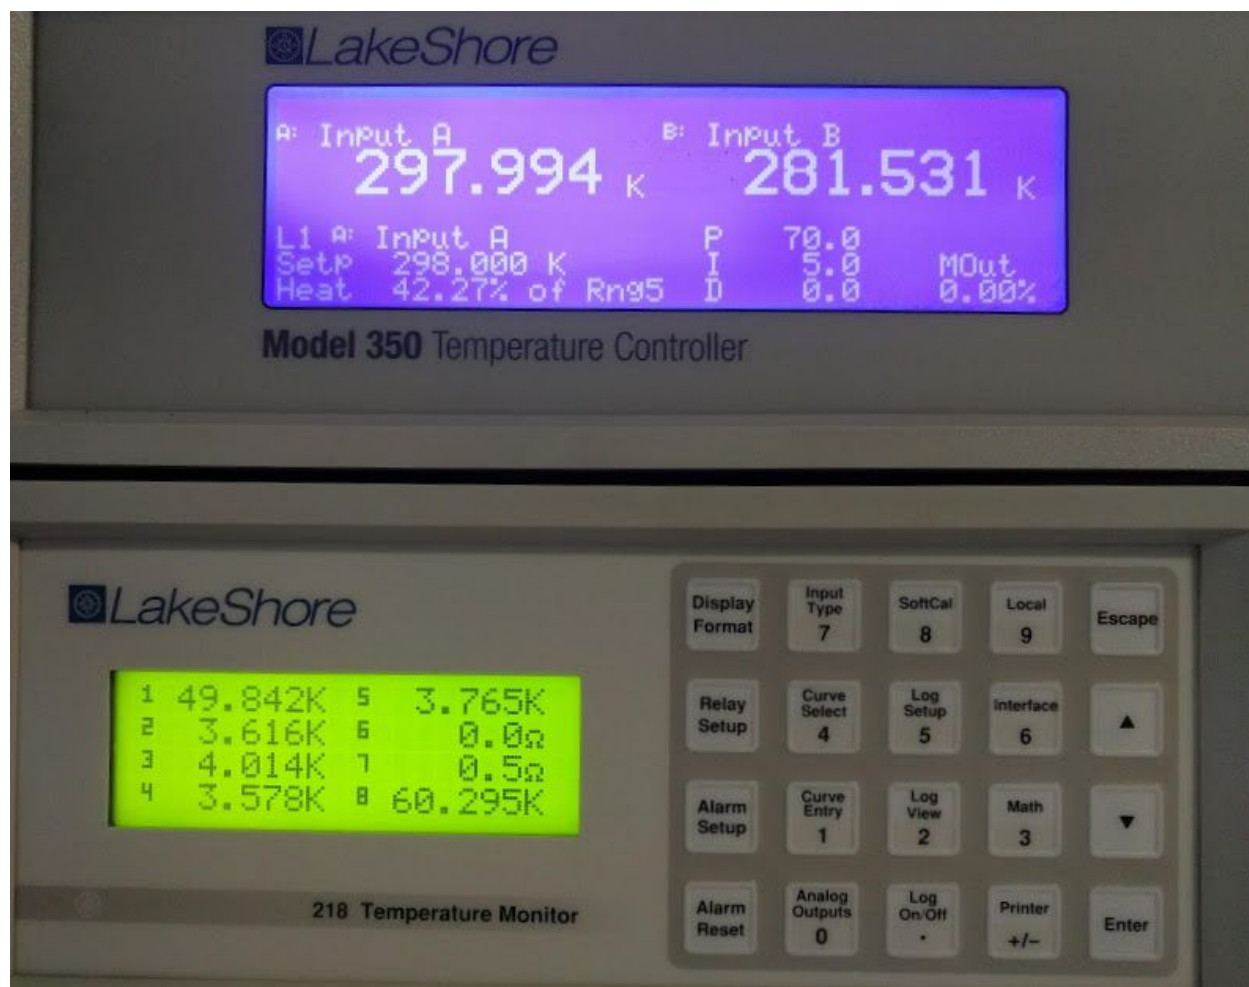 LakeShore
A: Input A B: Input B
297.994 K 281.531 K
L1 A: Input A P 70.0
Setp 298.000 K I 5.0 MOut
Heat 42.27% of Rng5 D 0.0 0.00%
Model 350 Temperature Controller
LakeShore
1 49.842K 5 3.765K
2 3.616K 6 0.0Ω
3 4.014K 7 0.5Ω
4 3.578K 8 60.295K
218 Temperature Monitor
Display Format
Input Type 7
SoftCal 8
Local 9
Escape
Relay Setup
Curve Select 4
Log Setup 5
Interface 6
▲
Alarm Setup
Curve Entry 1
Log View 2
Math 3
▼
Alarm Reset
Analog Outputs 0
Log On/Off .
Printer +/-
Enter